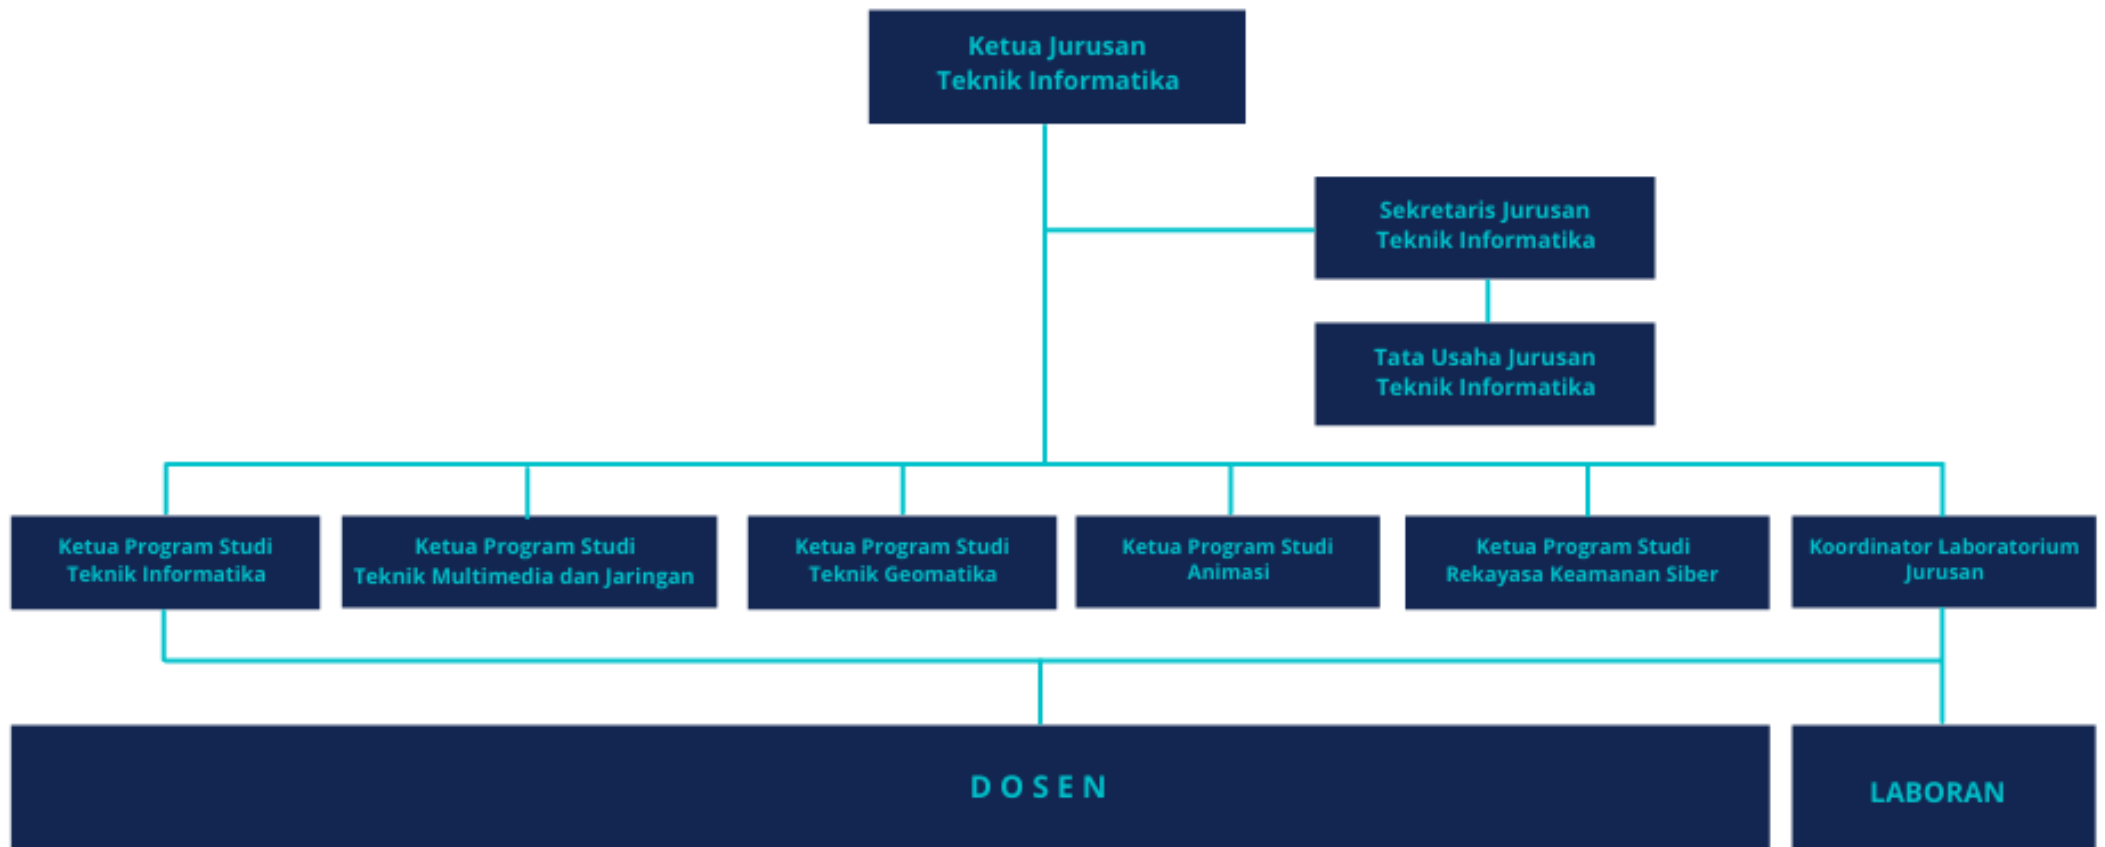 Ketua Jurusan
Teknik Informatika
Sekretaris Jurusan
Teknik Informatika
Tata Usaha Jurusan
Teknik Informatika
Ketua Program Studi
Teknik Informatika
Ketua Program Studi
Teknik Multimedia dan Jaringan
Ketua Program Studi
Teknik Geomatika
Ketua Program Studi
Animasi
Ketua Program Studi
Rekayasa Keamanan Siber
Koordinator Laboratorium
Jurusan
D O S E N
LABORAN